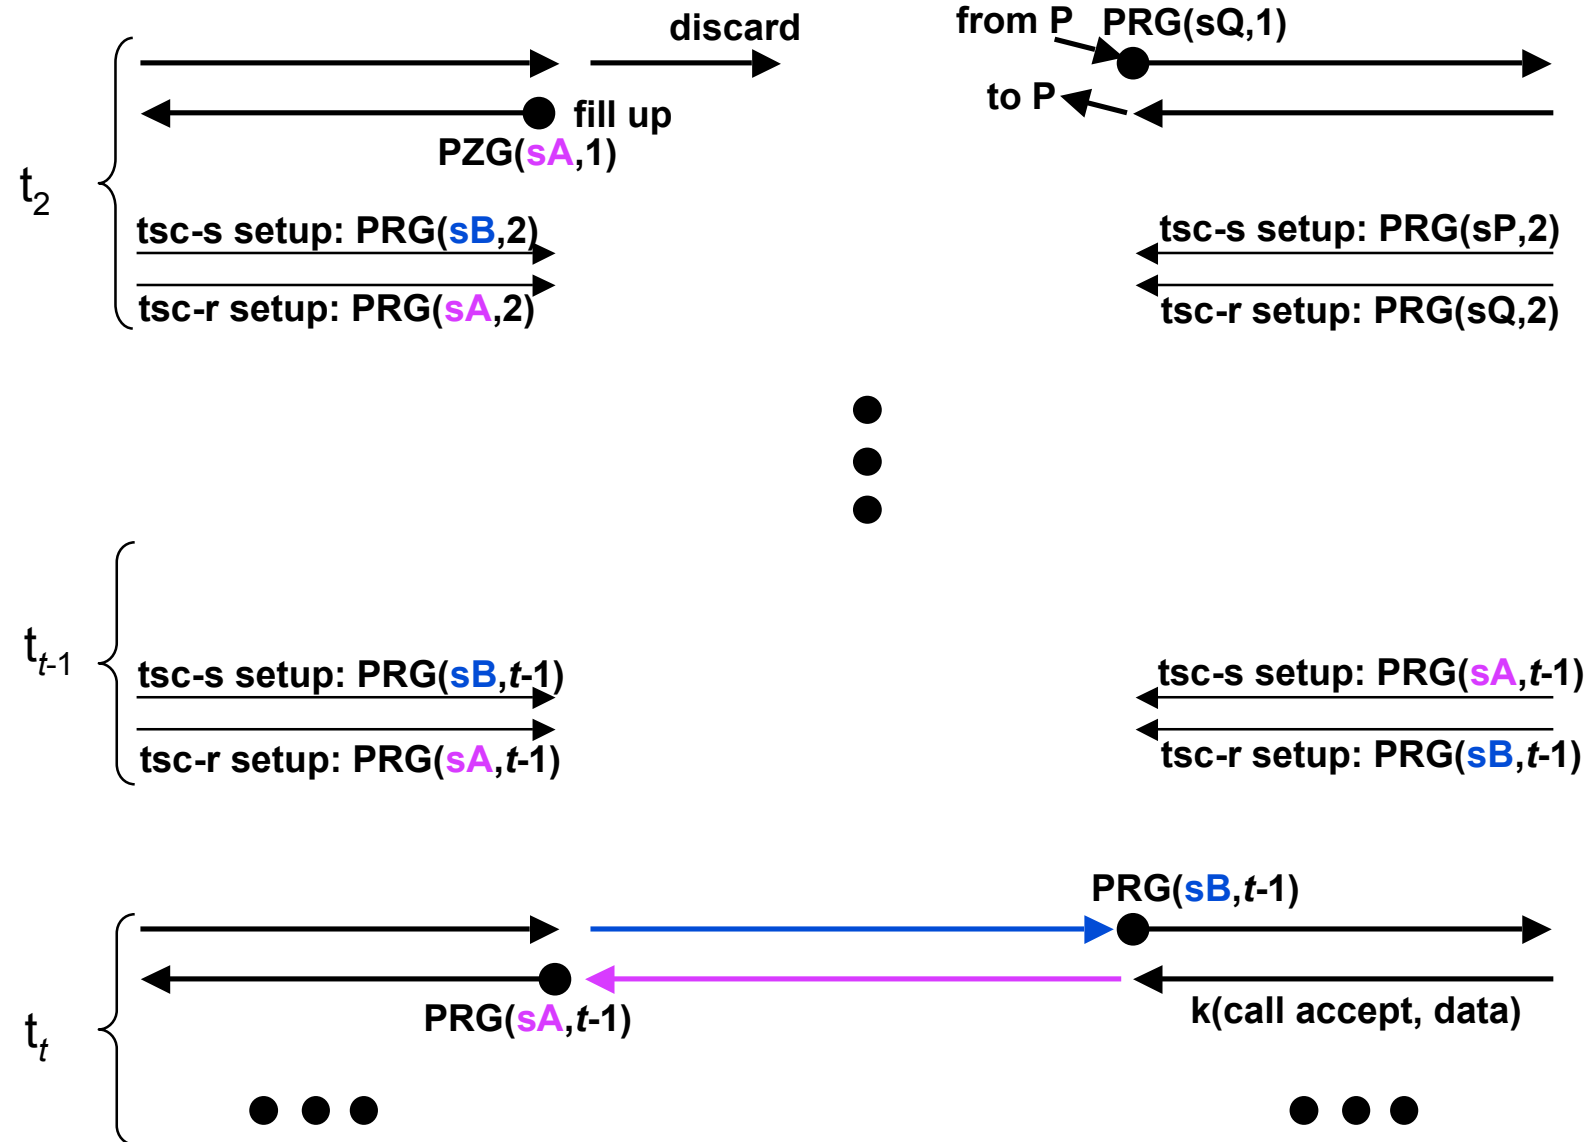 discard
from P PRG(sQ,1)
fill up
to P
PZG(sA,1)
t2
tsc-s setup: PRG(sB,2)
tsc-s setup: PRG(sP,2)
tsc-r setup: PRG(sA,2)
tsc-r setup: PRG(sQ,2)
tt-1
tsc-s setup: PRG(sB,t-1)
tsc-s setup: PRG(sA,t-1)
tsc-r setup: PRG(sA,t-1)
tsc-r setup: PRG(sB,t-1)
PRG(sB,t-1)
PRG(sA,t-1)
k(call accept, data)
tt